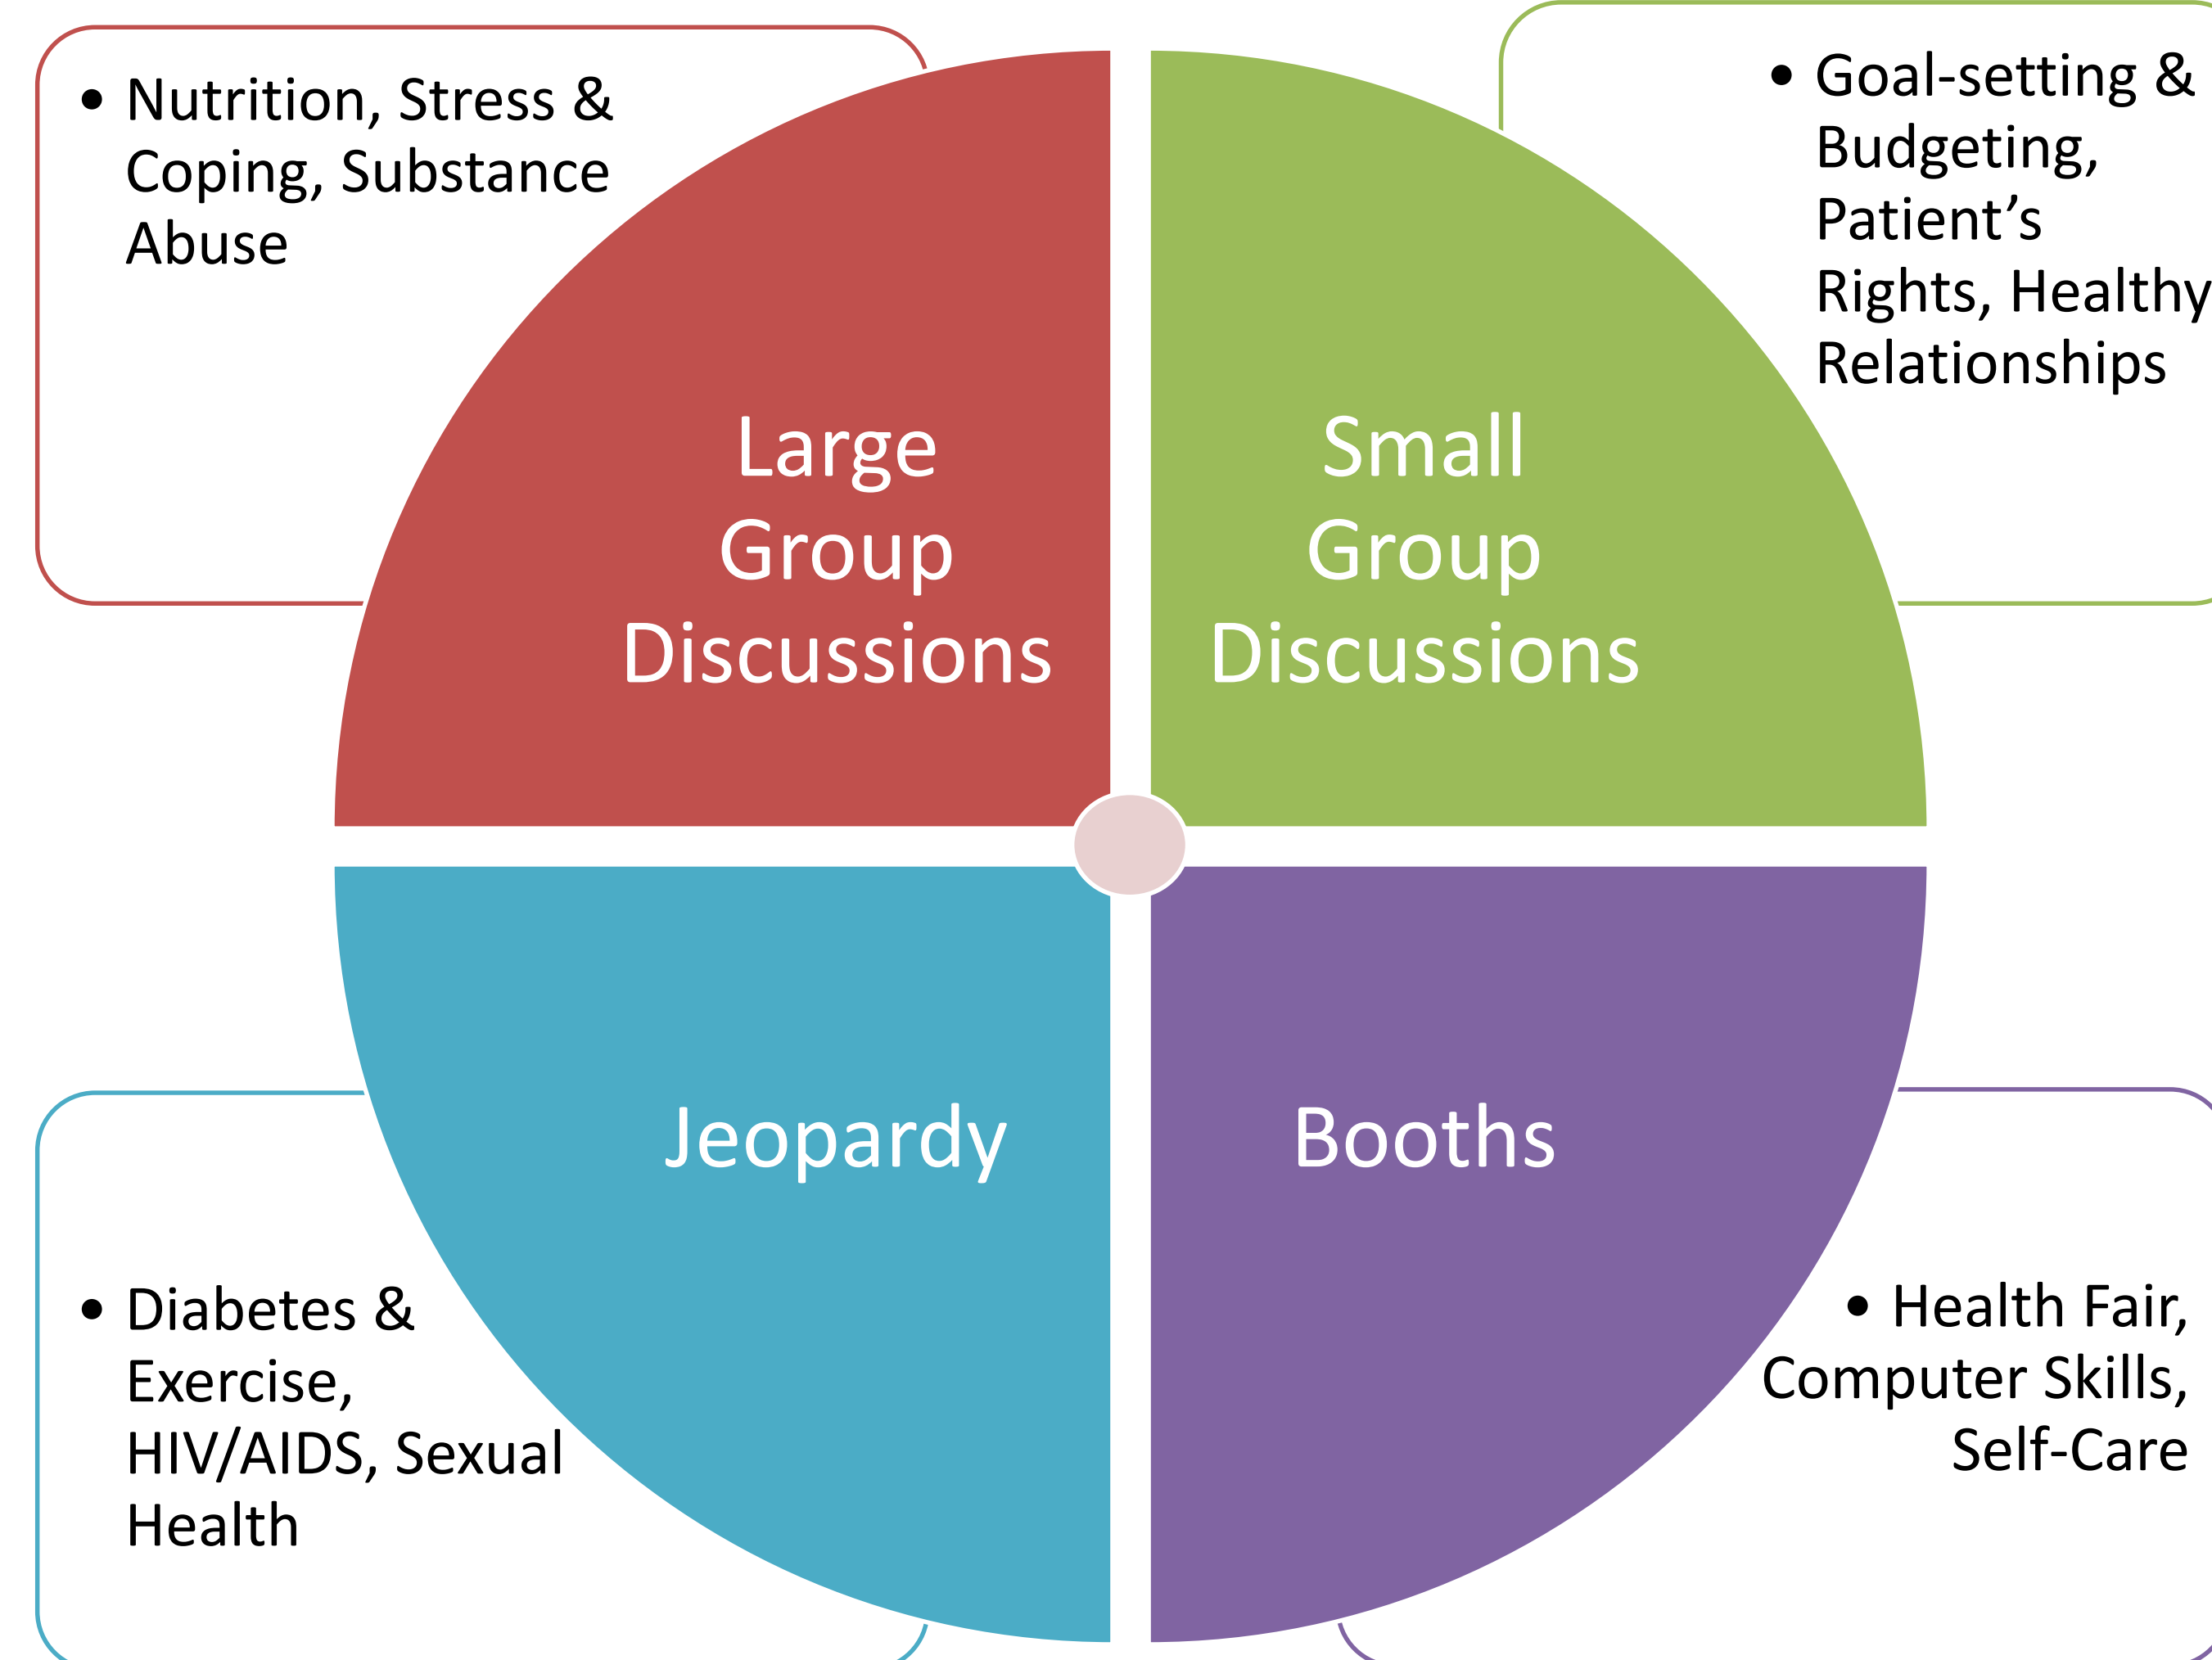 • Nutrition, Stress &
Coping, Substance
Abuse
• Goal-setting &
Budgeting,
Patient’s
Rights, Healthy
Relationships
Large
Group
Discussions
Small
Group
Discussions
Jeopardy
Booths
• Diabetes &
Exercise,
HIV/AIDS, Sexual
Health
• Health Fair,
Computer Skills,
Self-Care